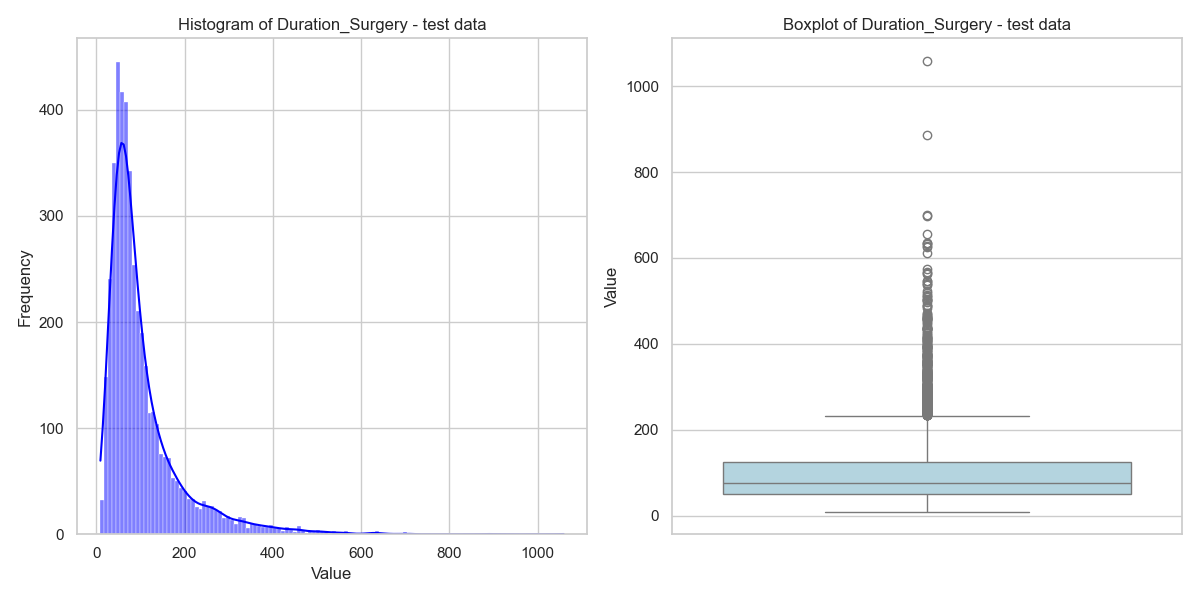 Histogram of Duration_Surgery - test data
Frequency
400
300
200
100
0
0 200 400 600 800 1000
Value
Boxplot of Duration_Surgery - test data
Value
1000
800
600
400
200
0